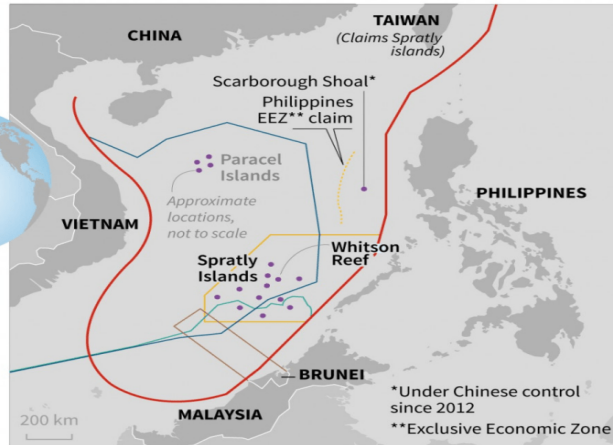 TAIWAN
(Claims Spratly
islands)
CHINA
Scarborough Shoal*
Philippines
EEZ** claim
Paracel
Islands
Approximate
locations,
not to scale
PHILIPPINES
VIETNAM
Spratly
Islands
Whitson
Reef
BRUNEI
MALAYSIA
*Under Chinese control
since 2012
**Exclusive Economic Zone
200 km